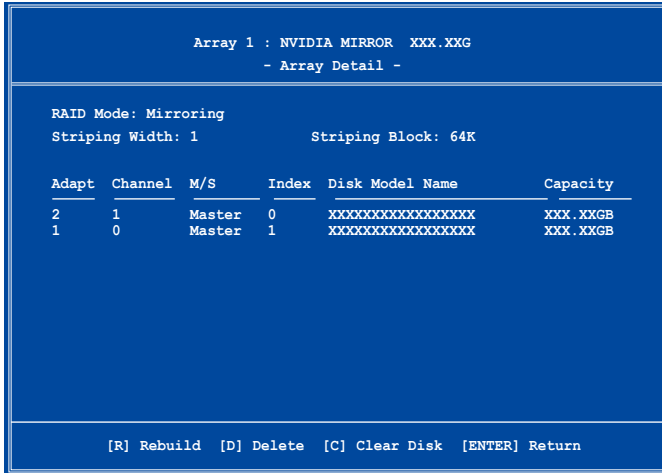 Array 1 : NVIDIA MIRROR XXX.XXG
- Array Detail -
RAID Mode: Mirroring
Striping Width: 1 Striping Block: 64K
Adapt Channel M/S Index Disk Model Name Capacity
2 1 Master 0 XXXXXXXXXXXXXXXXX XXX.XXGB
1 0 Master 1 XXXXXXXXXXXXXXXXX XXX.XXGB
[R] Rebuild [D] Delete [C] Clear Disk [ENTER] Return